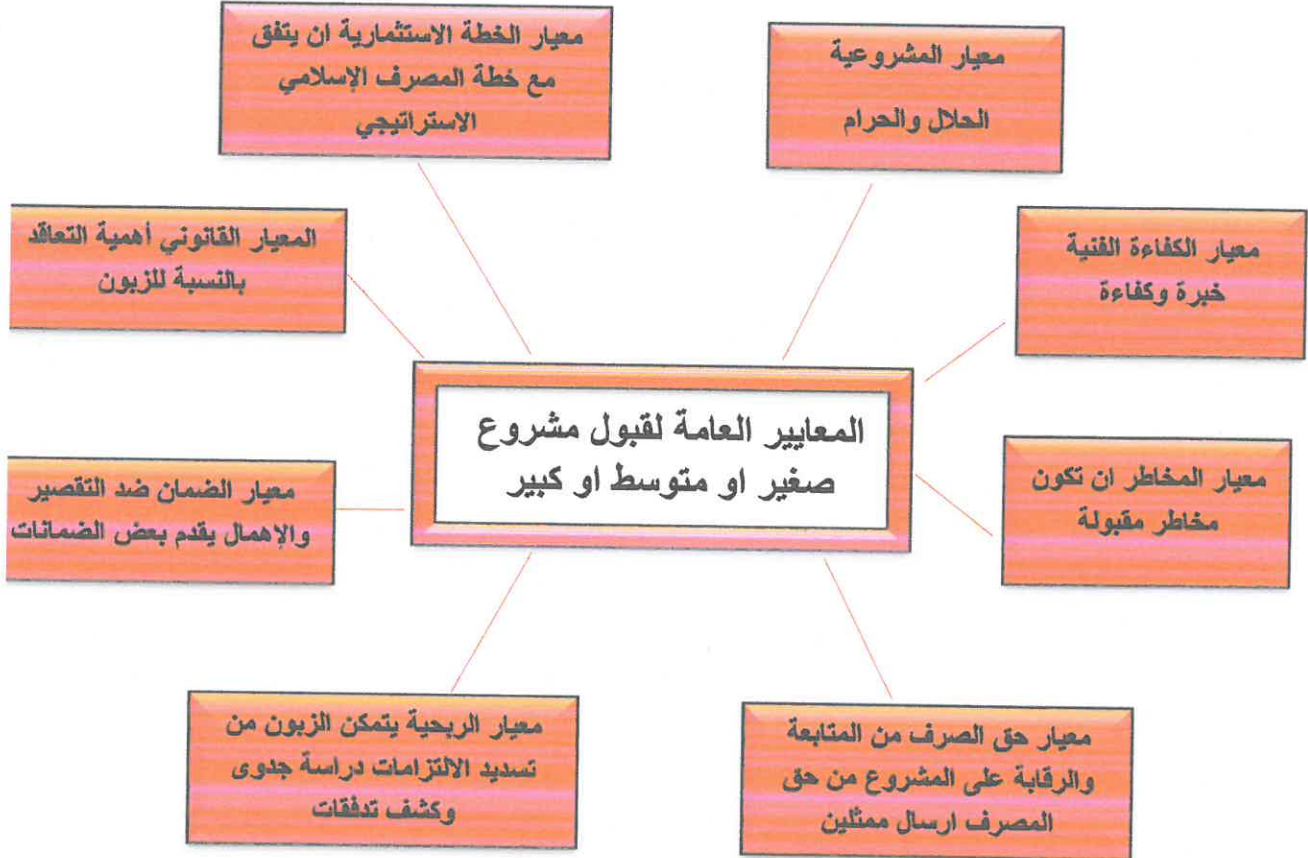 معيار المشروعية
الحلال والحرام
معيار الخطة الاستثمارية ان يتفق
مع خطة المصرف الإسلامي
الاستراتيجي
معيار الكفاءة الفنية
خبرة وكفاءة
المعيار القانوني أهمية التعاقد
بالنسبة للزبون
المعايير العامة لقبول مشروع
صغير او متوسط او كبير
معيار المخاطر ان تكون
مخاطر مقبولة
معيار الضمان ضد التقصير
والإهمال يقدم بعض الضمانات
معيار حق الصرف من المتابعة
والرقابة على المشروع من حق
المصرف ارسال ممثلين
معيار الربحية يتمكن الزبون من
تسديد الالتزامات دراسة جدوى
وكشف تدفقات